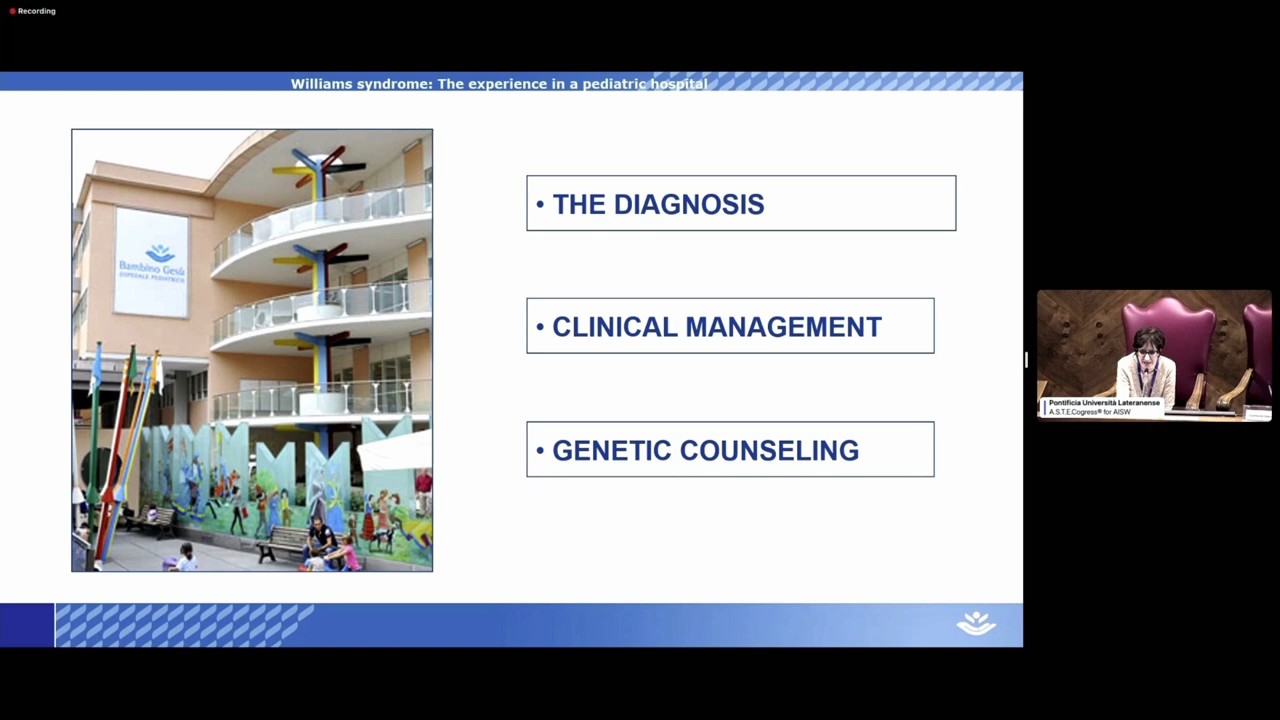 Recording
Williams syndrome: The experience in a pediatric hospital
Bambino Gesù
OSPEDALE PEDIATRICO
• THE DIAGNOSIS
• CLINICAL MANAGEMENT
• GENETIC COUNSELING
Pontificia Università Lateranense
A.S.T.E.Cogress® for AISW